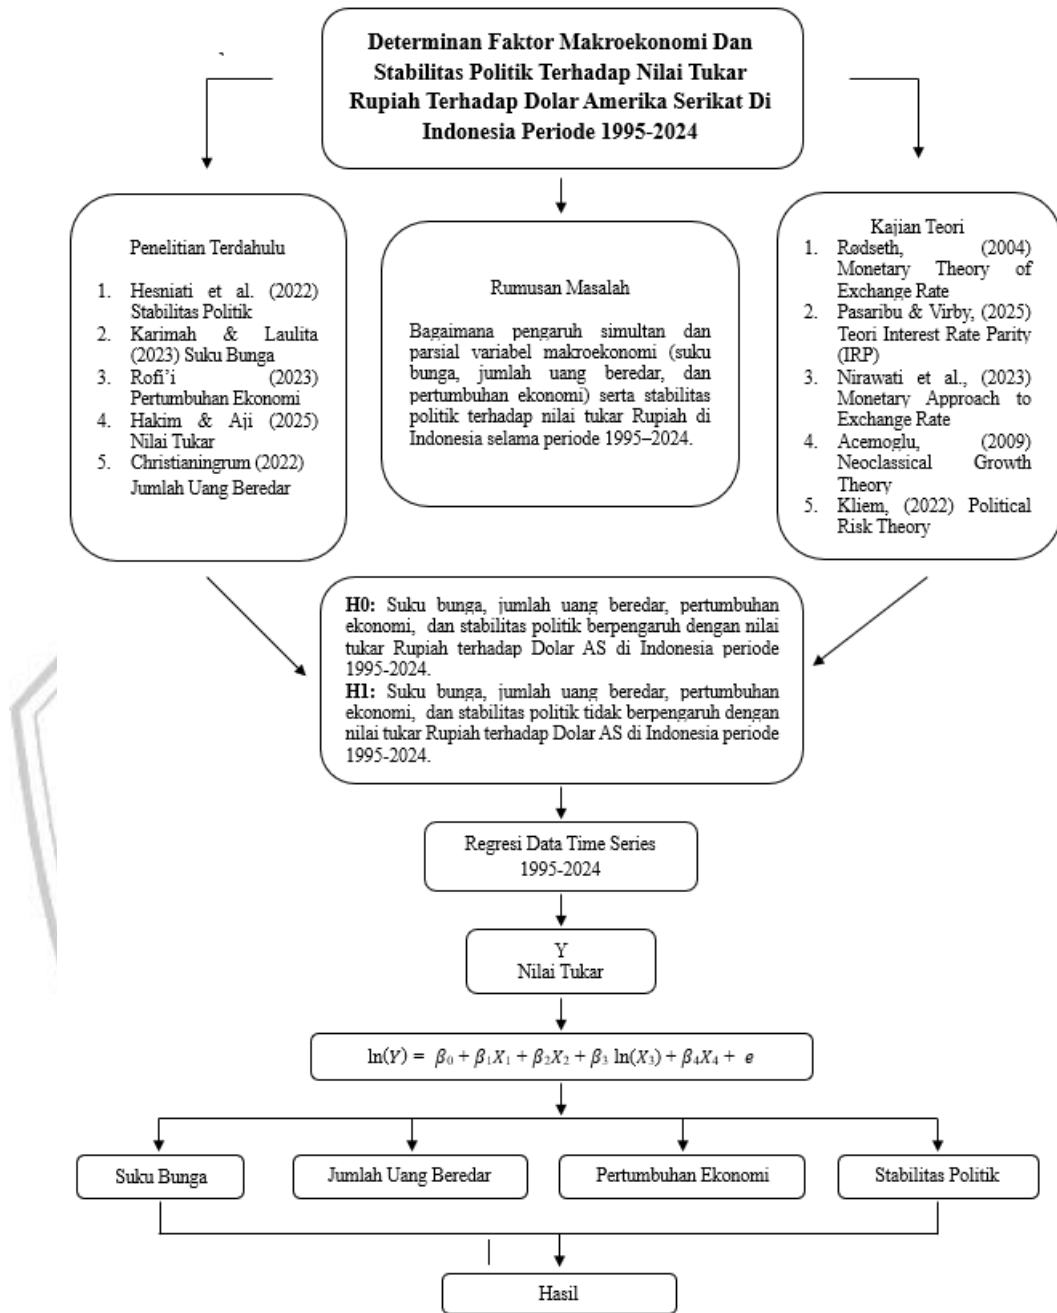 Determinan Faktor Makroekonomi Dan
Stabilitas Politik Terhadap Nilai Tukar
Rupiah Terhadap Dolar Amerika Serikat Di
Indonesia Periode 1995-2024
Penelitian Terdahulu
1. Hesniati et al. (2022)
Stabilitas Politik
2. Karimah & Laulita
(2023) Suku Bunga
3. Rofi’i (2023)
Pertumbuhan Ekonomi
4. Hakim & Aji (2025)
Nilai Tukar
5. Christianingrum (2022)
Jumlah Uang Beredar
Rumusan Masalah
Bagaimana pengaruh simultan dan
parsial variabel makroekonomi (suku
bunga, jumlah uang beredar, dan
pertumbuhan ekonomi) serta stabilitas
politik terhadap nilai tukar Rupiah di
Indonesia selama periode 1995–2024.
Kajian Teori
1. Rødseth, (2004)
Monetary Theory of
Exchange Rate
2. Pasaribu & Virby, (2025)
Teori Interest Rate Parity
(IRP)
3. Nirawati et al., (2023)
Monetary Approach to
Exchange Rate
4. Acemoglu, (2009)
Neoclassical Growth
Theory
5. Kliem, (2022) Political
Risk Theory
H0: Suku bunga, jumlah uang beredar, pertumbuhan
ekonomi, dan stabilitas politik berpengaruh dengan nilai
tukar Rupiah terhadap Dolar AS di Indonesia periode
1995-2024.
H1: Suku bunga, jumlah uang beredar, pertumbuhan
ekonomi, dan stabilitas politik tidak berpengaruh dengan
nilai tukar Rupiah terhadap Dolar AS di Indonesia periode
1995-2024.
Regresi Data Time Series
1995-2024
Y
Nilai Tukar
ln(Y) = β₀ + β₁X₁ + β₂X₂ + β₃ ln(X₃) + β₄X₄ + e
Suku Bunga
Jumlah Uang Beredar
Pertumbuhan Ekonomi
Stabilitas Politik
Hasil